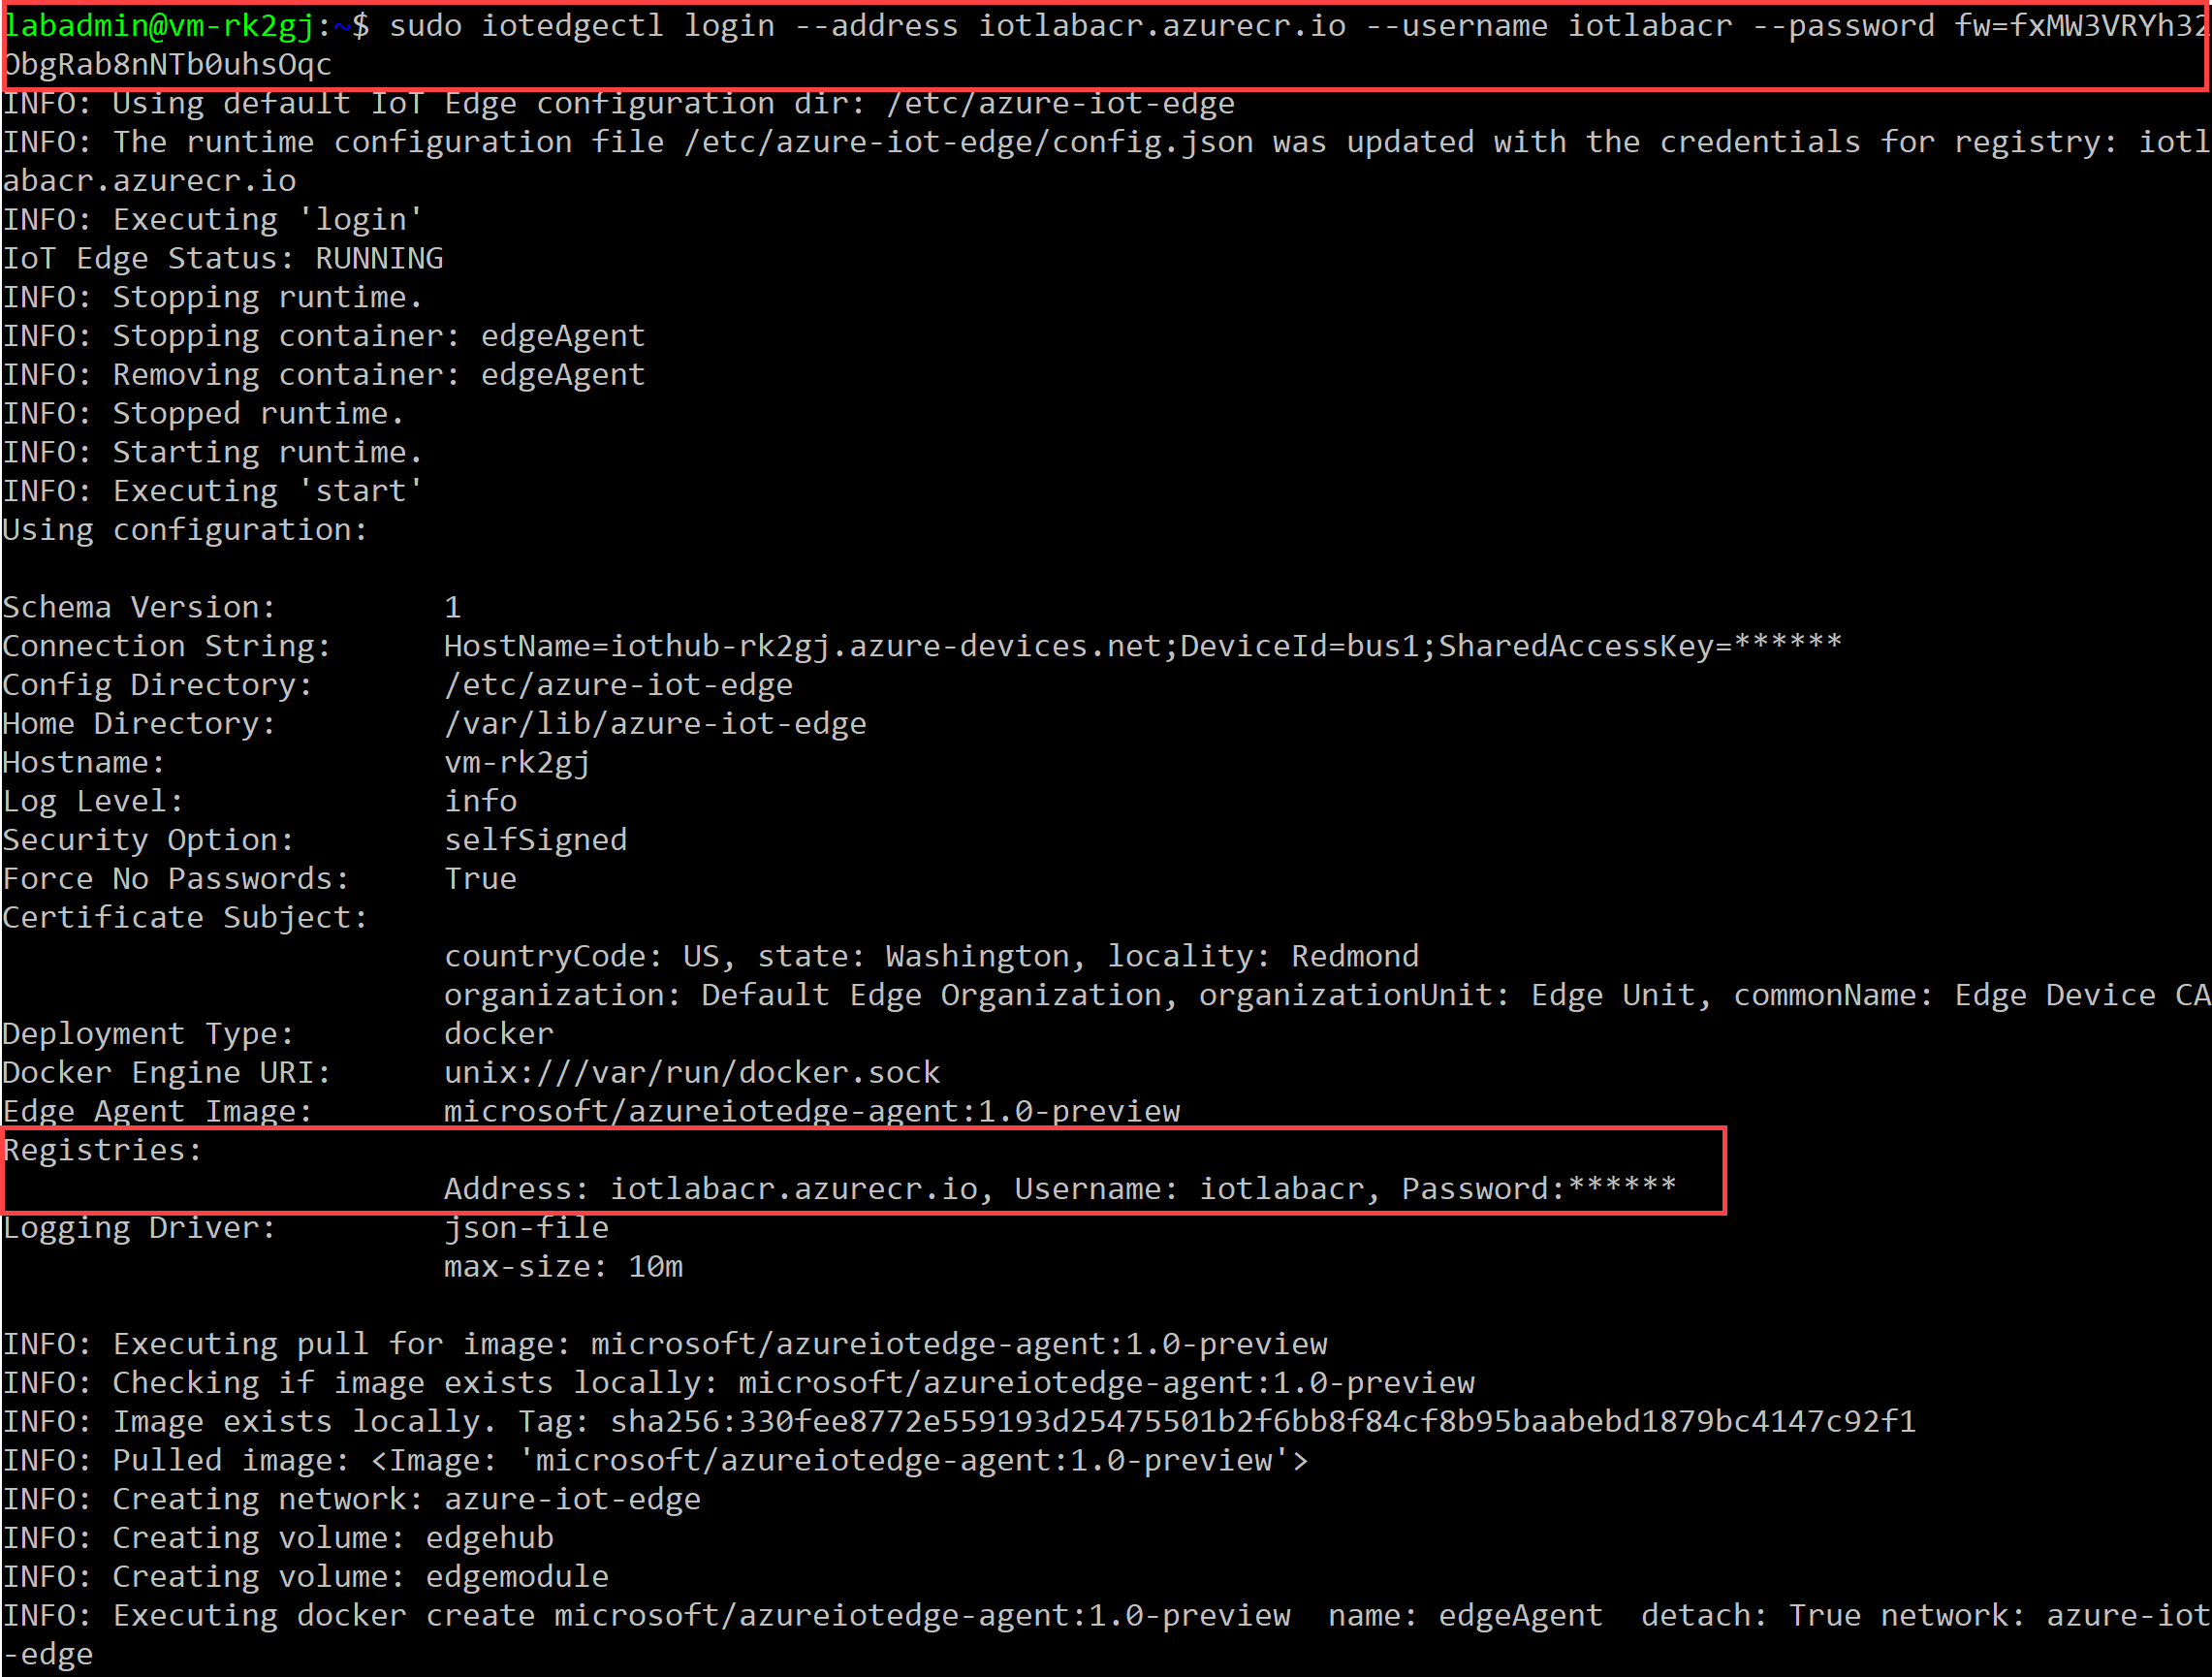 labadmin@vm-rk2gj:~$ sudo iotedgectl login --address iotlabacr.azurecr.io --username iotlabacr --password fw=fxMW3VRYh32
ObgRab8nNTb0uhsOqc
INFO: Using default IoT Edge configuration dir: /etc/azure-iot-edge
INFO: The runtime configuration file /etc/azure-iot-edge/config.json was updated with the credentials for registry: iotl
abacr.azurecr.io
INFO: Executing 'login'
IoT Edge Status: RUNNING
INFO: Stopping runtime.
INFO: Stopping container: edgeAgent
INFO: Removing container: edgeAgent
INFO: Stopped runtime.
INFO: Starting runtime.
INFO: Executing 'start'
Using configuration:
Schema Version: 1
Connection String: HostName=iothub-rk2gj.azure-devices.net;DeviceId=bus1;SharedAccessKey=******
Config Directory: /etc/azure-iot-edge
Home Directory: /var/lib/azure-iot-edge
Hostname: vm-rk2gj
Log Level: info
Security Option: selfSigned
Force No Passwords: True
Certificate Subject:
countryCode: US, state: Washington, locality: Redmond
organization: Default Edge Organization, organizationUnit: Edge Unit, commonName: Edge Device CA
Deployment Type: docker
Docker Engine URI: unix:///var/run/docker.sock
Edge Agent Image: microsoft/azureiotedge-agent:1.0-preview
Registries:
Address: iotlabacr.azurecr.io, Username: iotlabacr, Password:******
Logging Driver: json-file
max-size: 10m
INFO: Executing pull for image: microsoft/azureiotedge-agent:1.0-preview
INFO: Checking if image exists locally: microsoft/azureiotedge-agent:1.0-preview
INFO: Image exists locally. Tag: sha256:330fee8772e559193d25475501b2f6bb8f84cf8b95baabebd1879bc4147c92f1
INFO: Pulled image: <Image: 'microsoft/azureiotedge-agent:1.0-preview'>
INFO: Creating network: azure-iot-edge
INFO: Creating volume: edgehub
INFO: Creating volume: edgemodule
INFO: Executing docker create microsoft/azureiotedge-agent:1.0-preview  name: edgeAgent  detach: True network: azure-iot
-edge